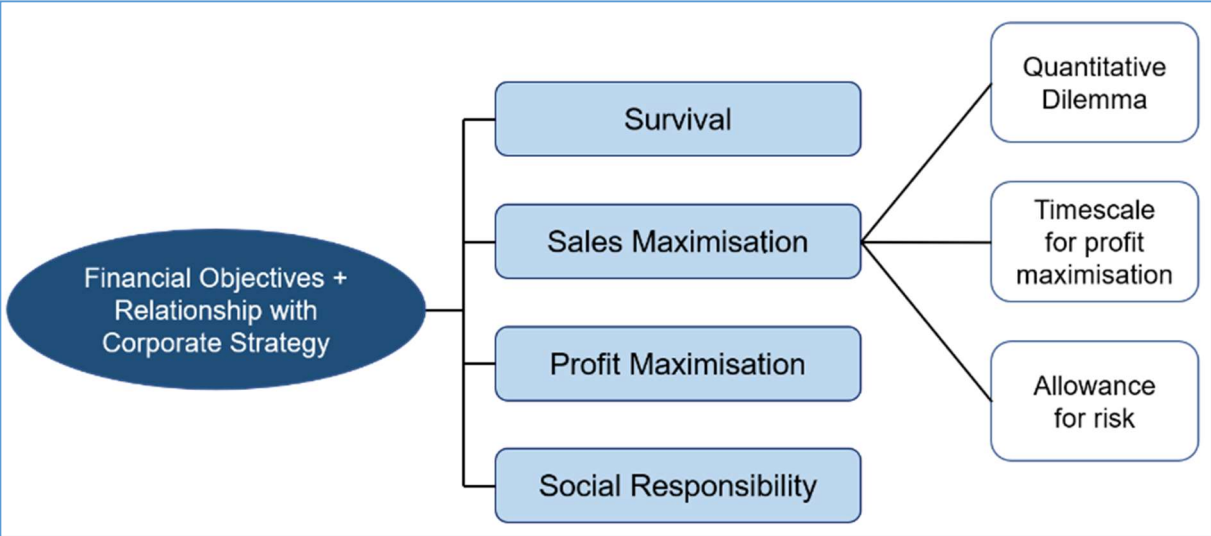 Financial Objectives +
Relationship with
Corporate Strategy
Survival
Sales Maximisation
Profit Maximisation
Social Responsibility
Quantitative
Dilemma
Timescale
for profit
maximisation
Allowance
for risk